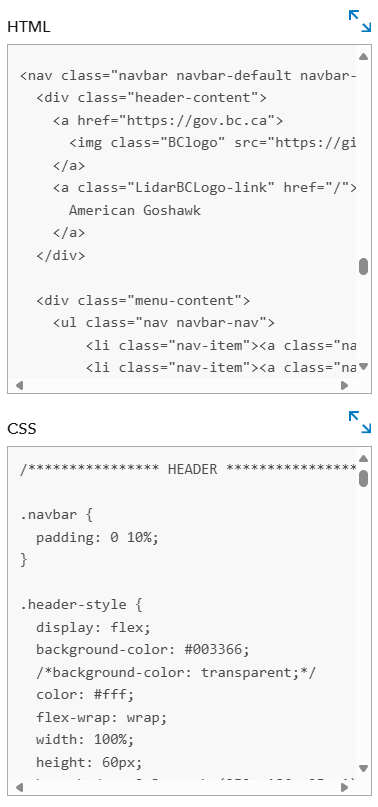 HTML
<nav class="navbar navbar-default navbar-
<div class="header-content">
<a href="https://gov.bc.ca">
<img class="BClogo" src="https://gi
</a>
<a class="LidarBCLogo-link" href="/">
American Goshawk
</a>
</div>
<div class="menu-content">
<ul class="nav navbar-nav">
<li class="nav-item"><a class="na
<li class="nav-item"><a class="na
CSS
/**************** HEADER ****************
.navbar {
padding: 0 10%;
}
.header-style {
display: flex;
background-color: #003366;
/*background-color: transparent;*/
color: #fff;
flex-wrap: wrap;
width: 100%;
height: 60px;